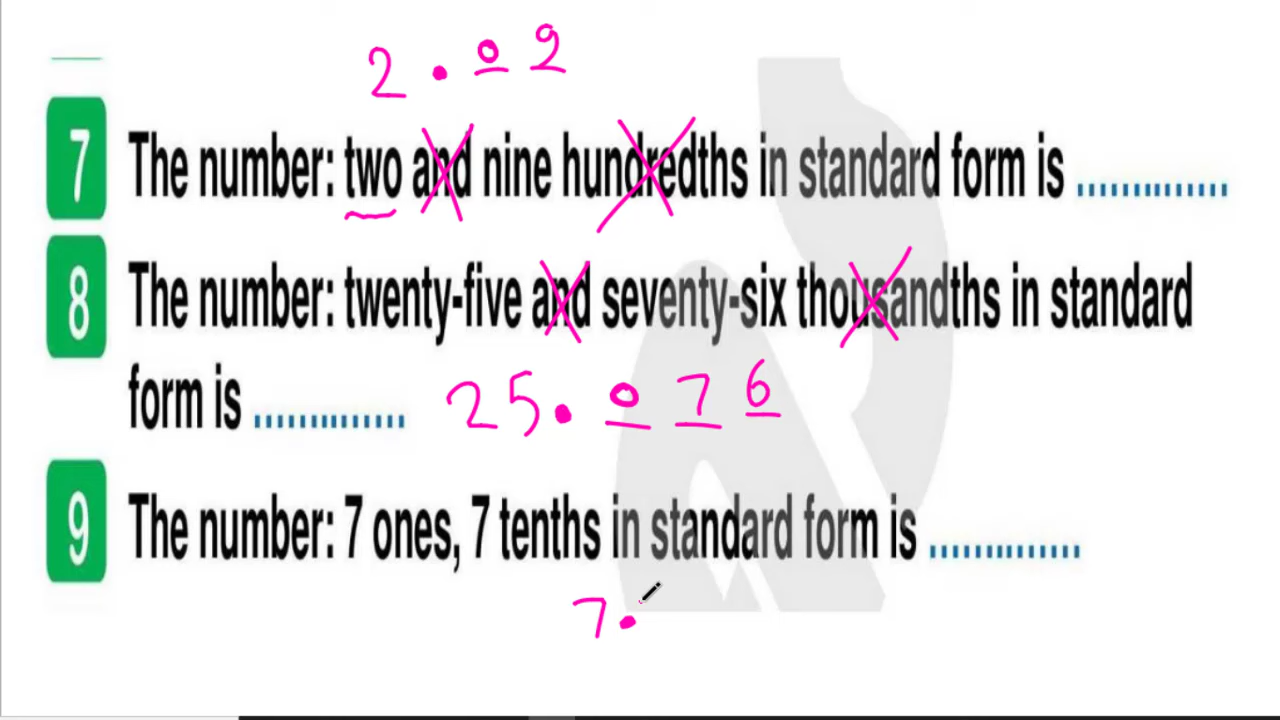 2.09
7 The number: two and nine hundredths in standard form is ..............
8 The number: twenty-five and seventy-six thousandths in standard
form is .............. 25.076
9 The number: 7 ones, 7 tenths in standard form is ..............
7.